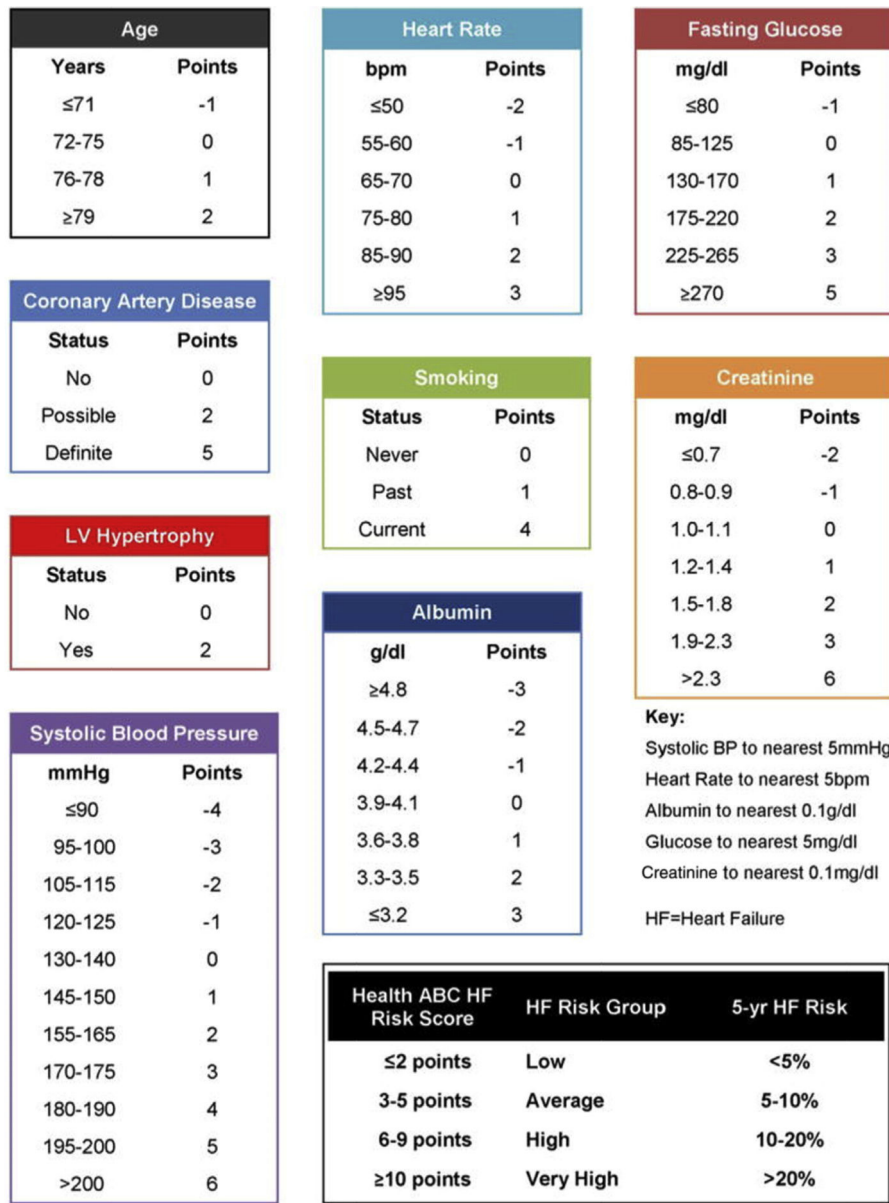 Age
Years Points
≤71 -1
72-75 0
76-78 1
≥79 2
Coronary Artery Disease
Status Points
No 0
Possible 2
Definite 5
LV Hypertrophy
Status Points
No 0
Yes 2
Systolic Blood Pressure
mmHg Points
≤90 -4
95-100 -3
105-115 -2
120-125 -1
130-140 0
145-150 1
155-165 2
170-175 3
180-190 4
195-200 5
>200 6
Heart Rate
bpm Points
≤50 -2
55-60 -1
65-70 0
75-80 1
85-90 2
≥95 3
Smoking
Status Points
Never 0
Past 1
Current 4
Albumin
g/dl Points
≥4.8 -3
4.5-4.7 -2
4.2-4.4 -1
3.9-4.1 0
3.6-3.8 1
3.3-3.5 2
≤3.2 3
Fasting Glucose
mg/dl Points
≤80 -1
85-125 0
130-170 1
175-220 2
225-265 3
≥270 5
Creatinine
mg/dl Points
≤0.7 -2
0.8-0.9 -1
1.0-1.1 0
1.2-1.4 1
1.5-1.8 2
1.9-2.3 3
>2.3 6
Key:
Systolic BP to nearest 5mmHg
Heart Rate to nearest 5bpm
Albumin to nearest 0.1g/dl
Glucose to nearest 5mg/dl
Creatinine to nearest 0.1mg/dl
HF=Heart Failure
Health ABC HF
Risk Score HF Risk Group 5-yr HF Risk
≤2 points Low <5%
3-5 points Average 5-10%
6-9 points High 10-20%
≥10 points Very High >20%